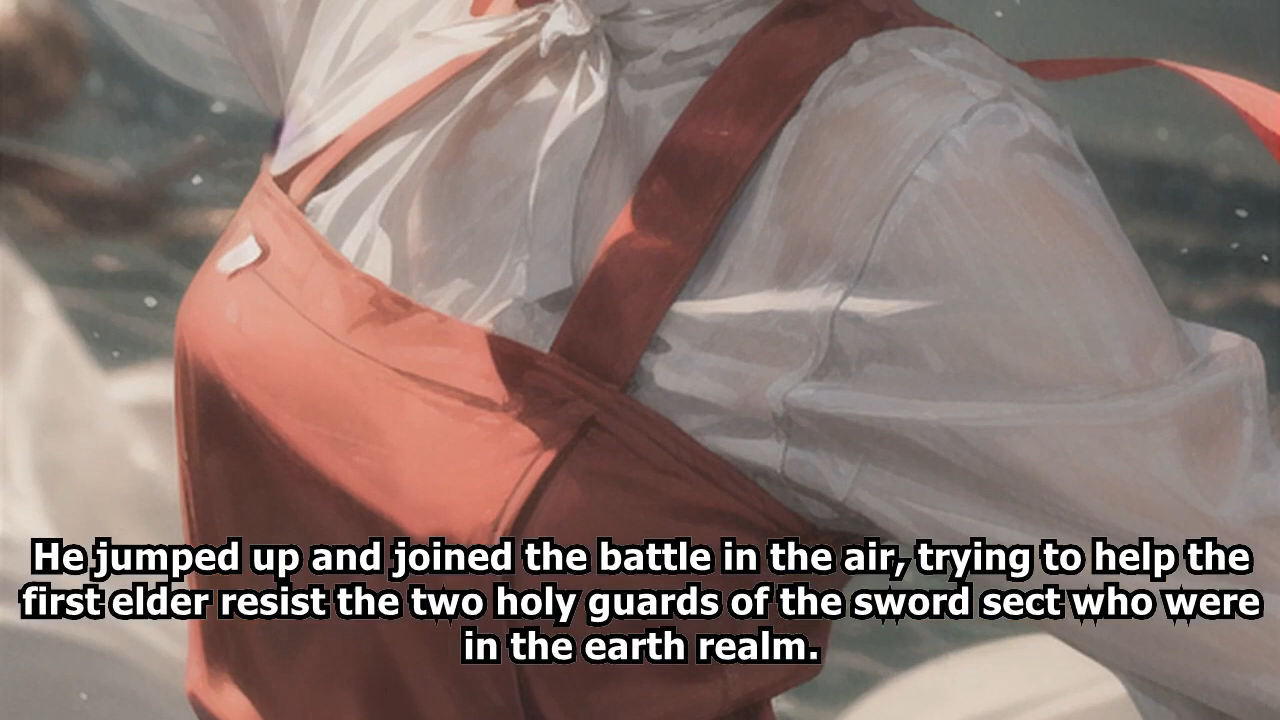 He jumped up and joined the battle in the air, trying to help the
first elder resist the two holy guards of the sword sect who were
in the earth realm.